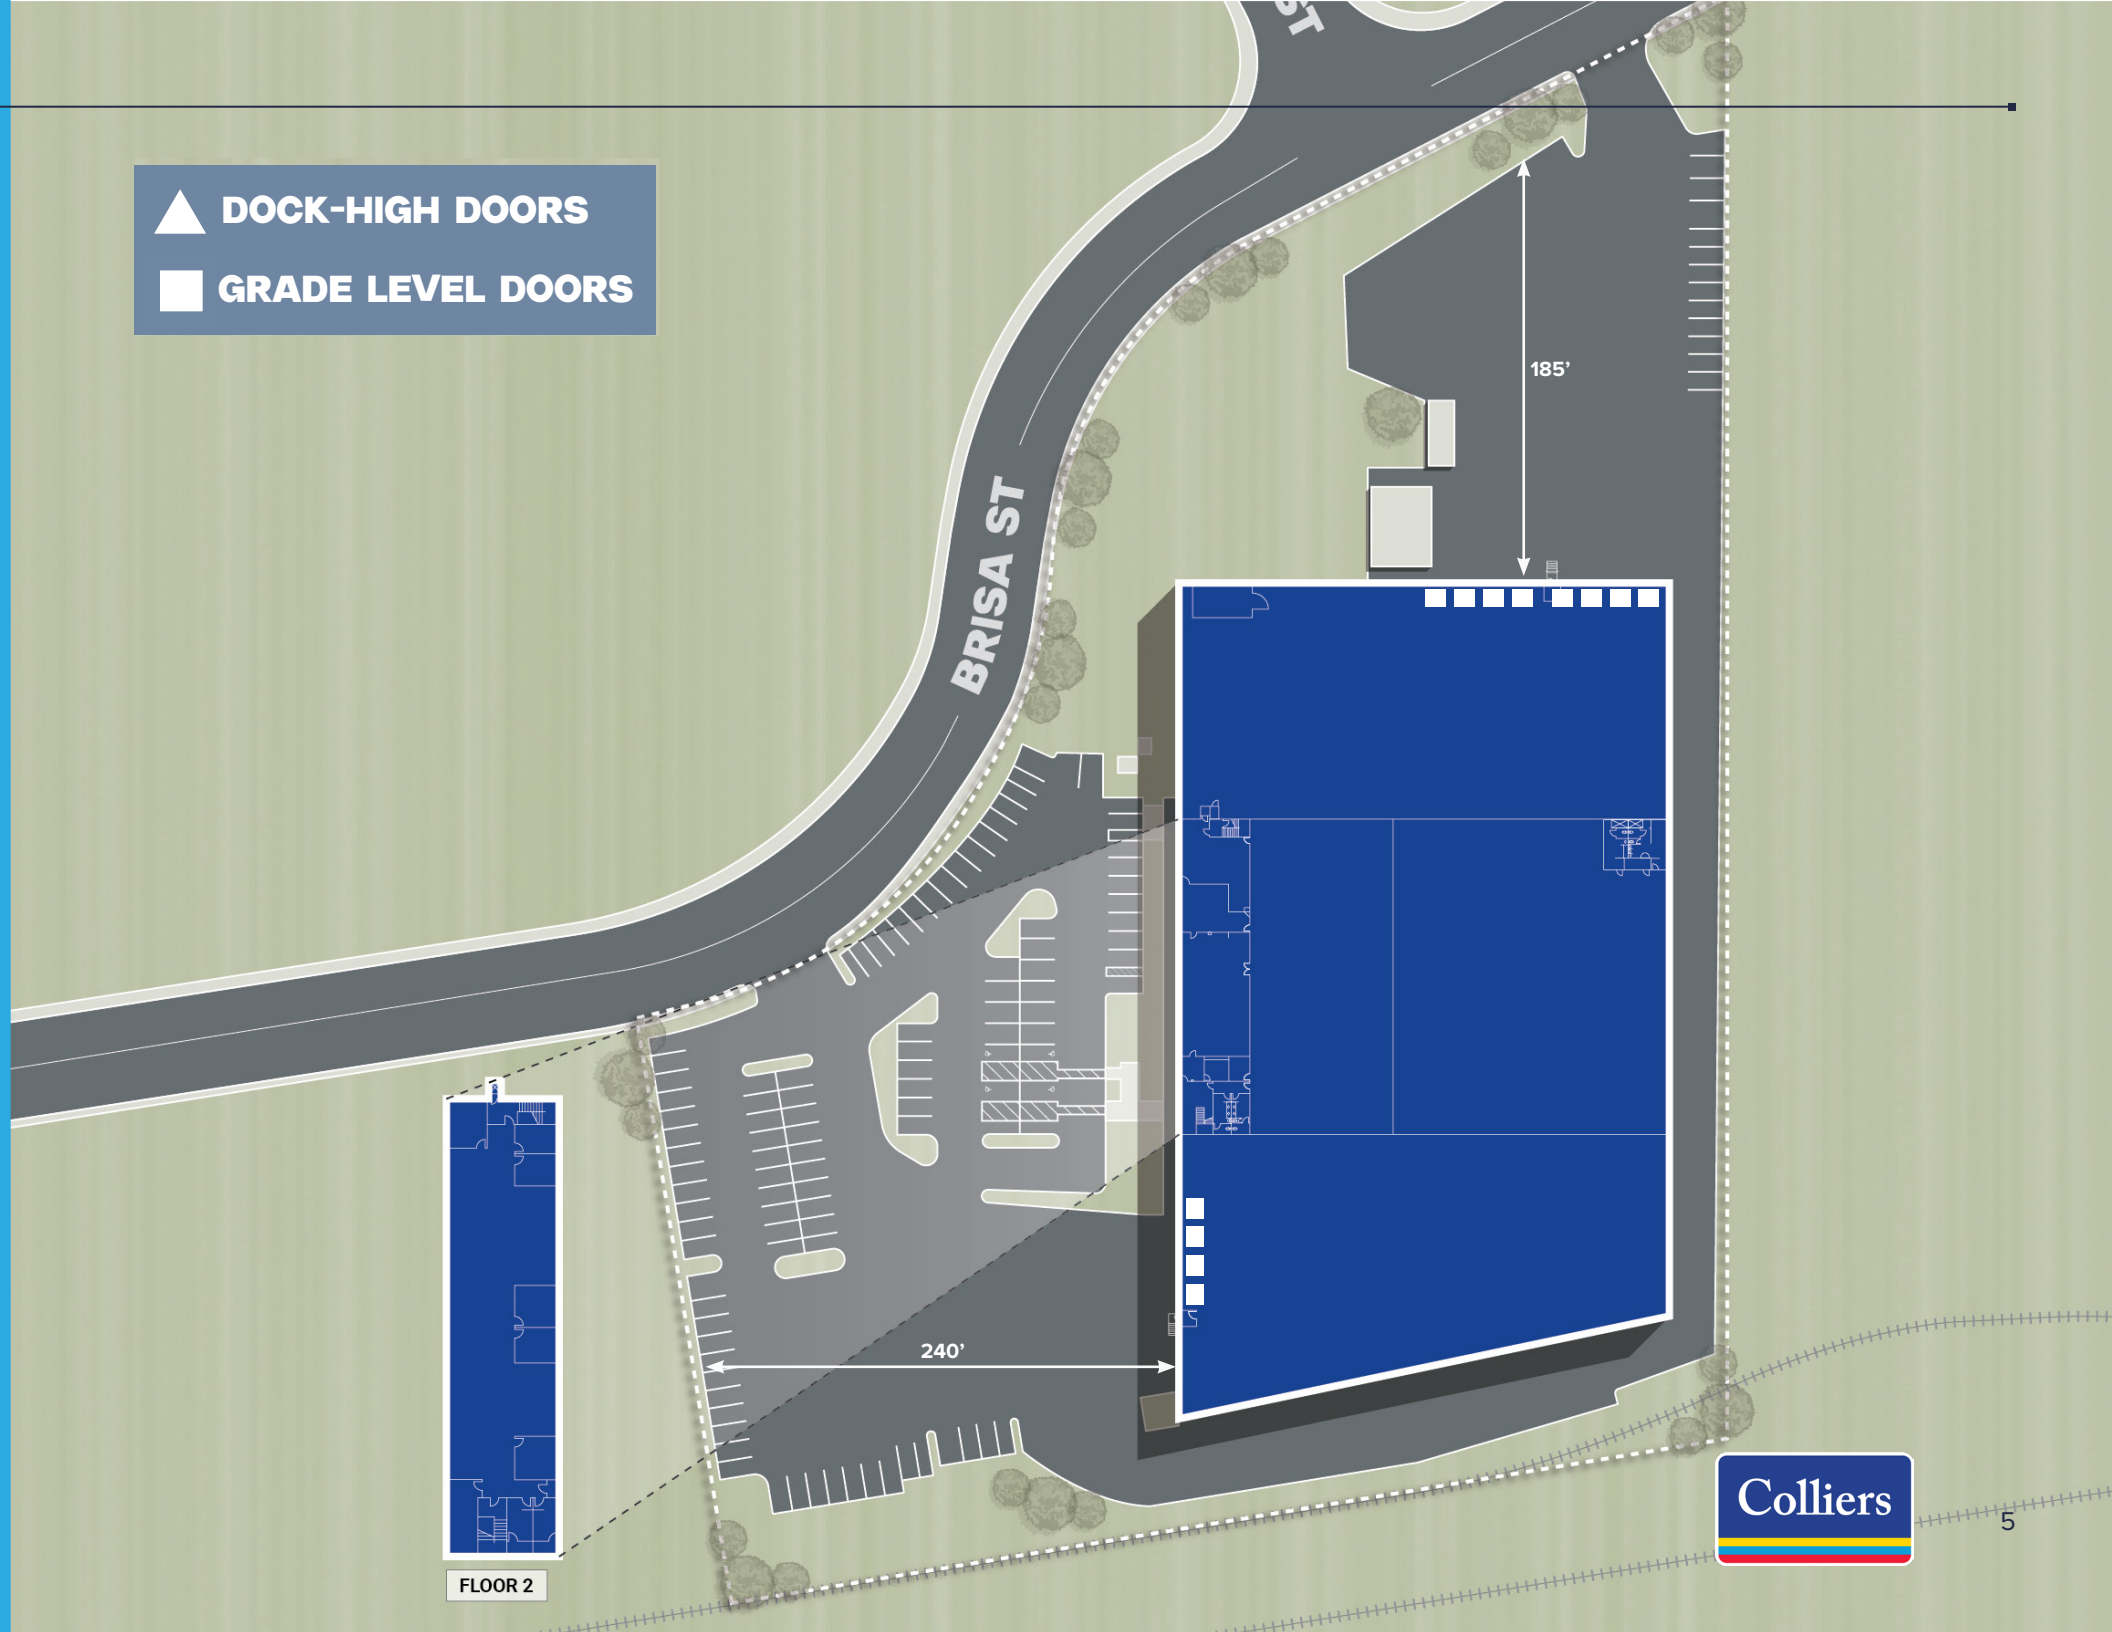 ST
DOCK-HIGH DOORS
GRADE LEVEL DOORS
185’
BRISA ST
240’
Colliers
5
FLOOR 2